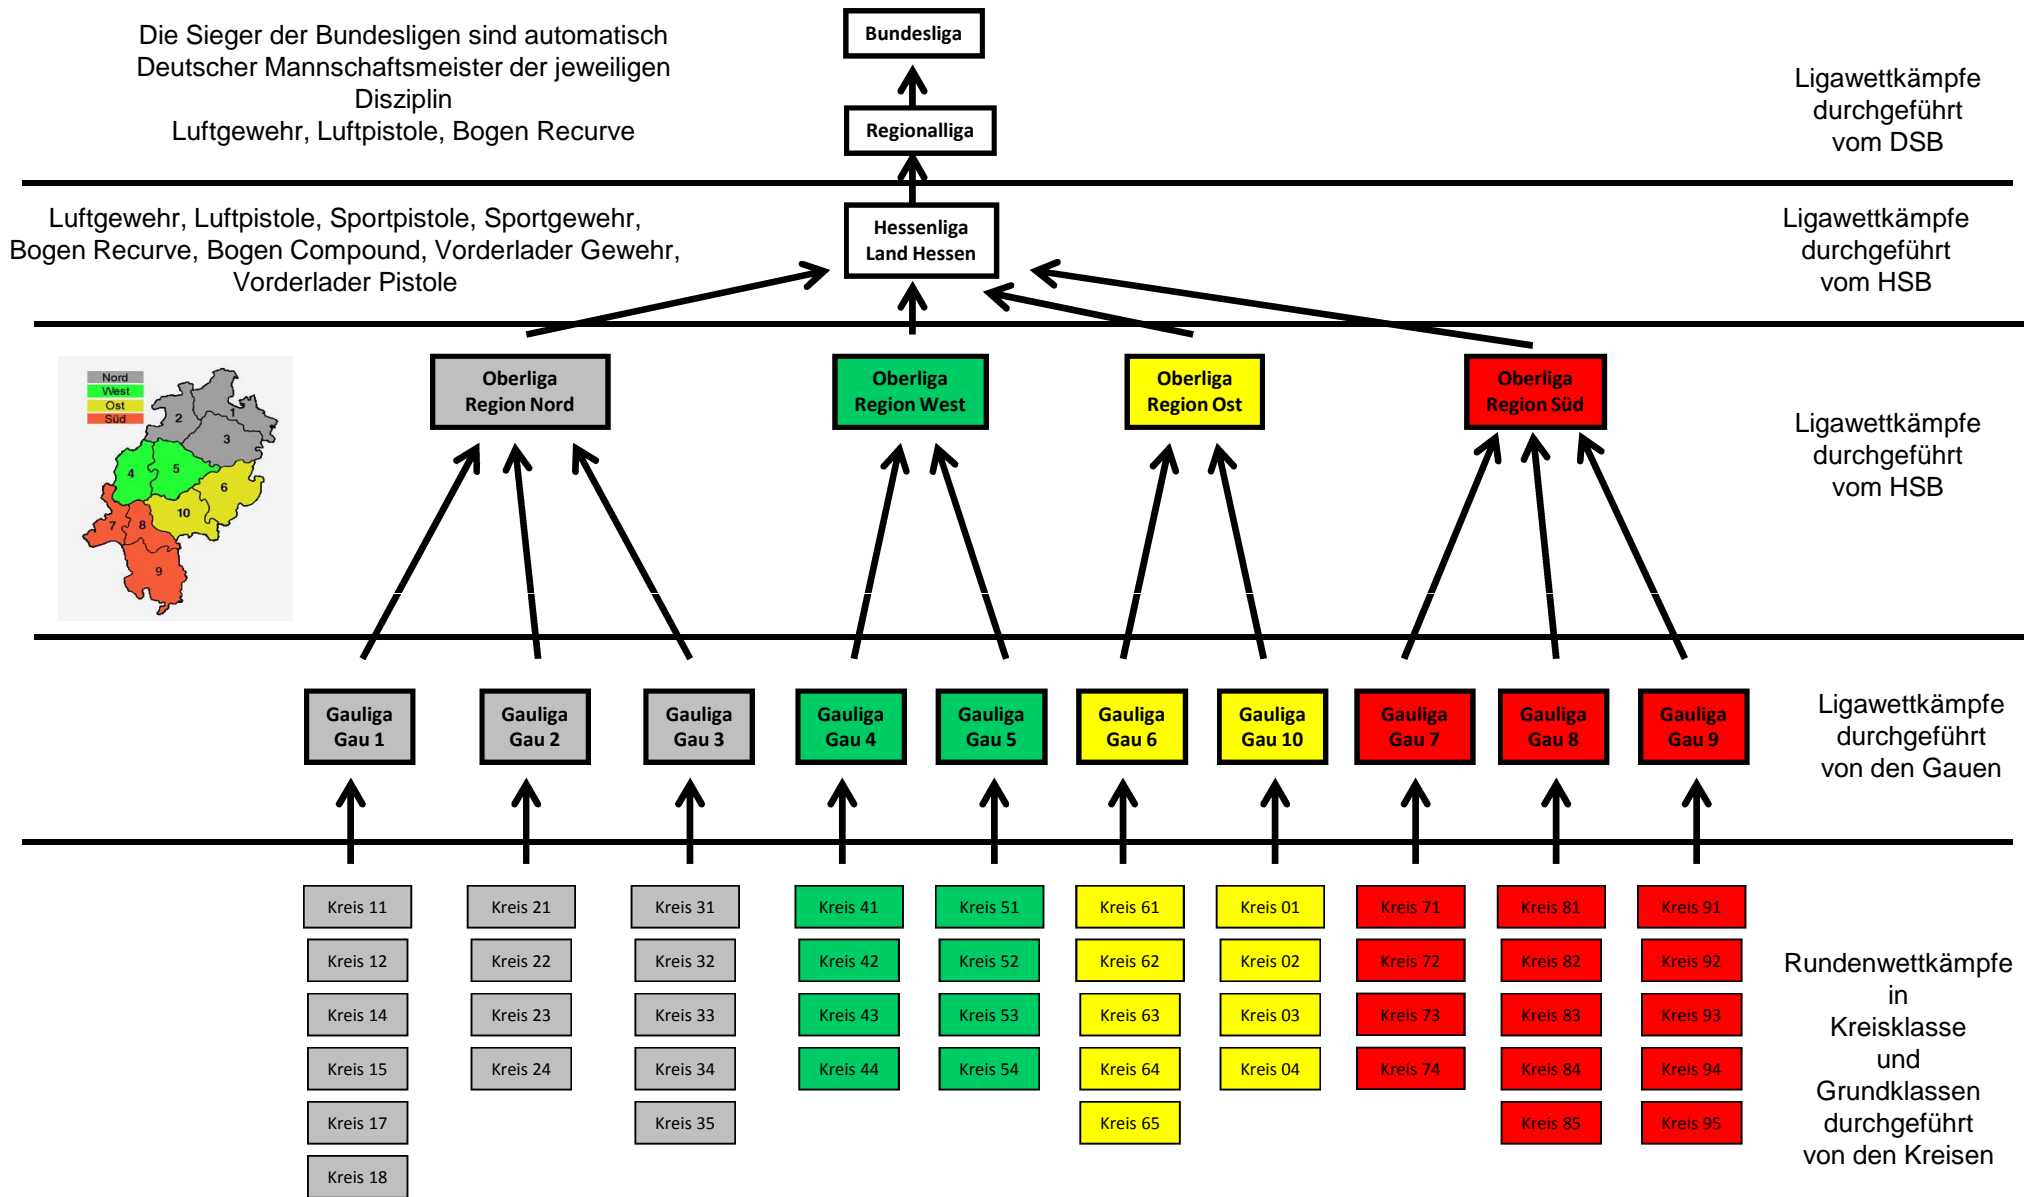 Die Sieger der Bundesligen sind automatisch
Deutscher Mannschaftsmeister der jeweiligen
Disziplin
Luftgewehr, Luftpistole, Bogen Recurve
Bundesliga
Regionalliga
Ligawettkämpfe
durchgeführt
vom DSB
Luftgewehr, Luftpistole, Sportpistole, Sportgewehr,
Bogen Recurve, Bogen Compound, Vorderlader Gewehr,
Vorderlader Pistole
Hessenliga
Land Hessen
Ligawettkämpfe
durchgeführt
vom HSB
Nord
West
Ost
Süd
1
2
3
4
5
6
10
7
8
9
Oberliga
Region Nord
Oberliga
Region West
Oberliga
Region Ost
Oberliga
Region Süd
Ligawettkämpfe
durchgeführt
vom HSB
Gauliga
Gau 1
Gauliga
Gau 2
Gauliga
Gau 3
Gauliga
Gau 4
Gauliga
Gau 5
Gauliga
Gau 6
Gauliga
Gau 10
Gauliga
Gau 7
Gauliga
Gau 8
Gauliga
Gau 9
Ligawettkämpfe
durchgeführt
von den Gauen
Kreis 11
Kreis 12
Kreis 14
Kreis 15
Kreis 17
Kreis 18
Kreis 21
Kreis 22
Kreis 23
Kreis 24
Kreis 31
Kreis 32
Kreis 33
Kreis 34
Kreis 35
Kreis 41
Kreis 42
Kreis 43
Kreis 44
Kreis 51
Kreis 52
Kreis 53
Kreis 54
Kreis 61
Kreis 62
Kreis 63
Kreis 64
Kreis 65
Kreis 01
Kreis 02
Kreis 03
Kreis 04
Kreis 71
Kreis 72
Kreis 73
Kreis 74
Kreis 81
Kreis 82
Kreis 83
Kreis 84
Kreis 85
Kreis 91
Kreis 92
Kreis 93
Kreis 94
Kreis 95
Rundenwettkämpfe
in
Kreisklasse
und
Grundklassen
durchgeführt
von den Kreisen